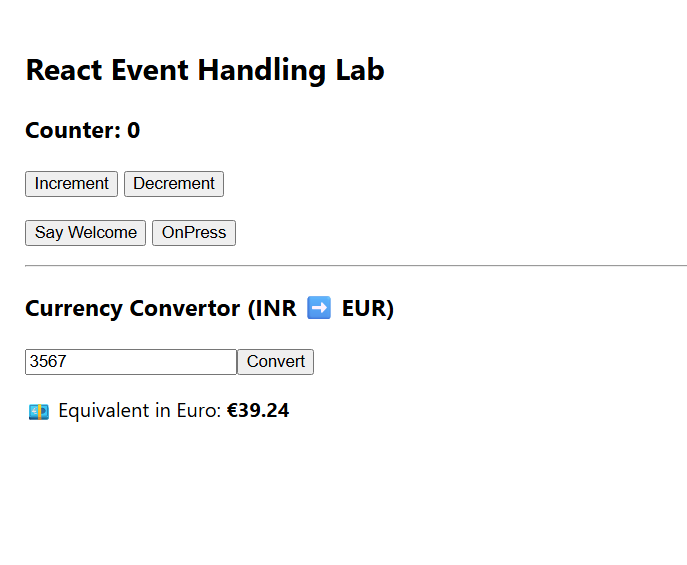 React Event Handling Lab
Counter: 0
Increment Decrement
Say Welcome OnPress
Currency Convertor (INR ➡️ EUR)
3567 Convert
💶 Equivalent in Euro: €39.24